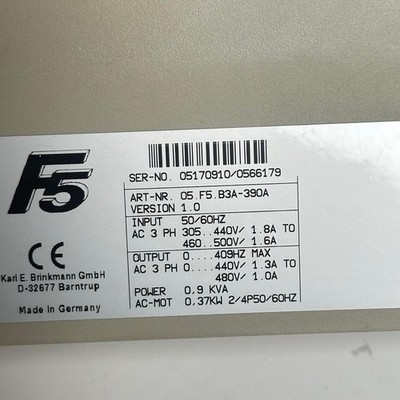 F5
SER-NO. 05170910/0566179
ART-NR. 05.F5.B3A-390A
VERSION 1.0
INPUT 50/60HZ
AC 3 PH 305..440V/ 1.8A TO
460..500V/ 1.6A
OUTPUT 0....409HZ MAX
AC 3 PH 0....440V/ 1.3A TO
480V/ 1.0A
POWER 0.9 KVA
AC-MOT 0.37KW 2/4P50/60HZ
CE
Karl E. Brinkmann GmbH
D-32677 Barntrup
Made in Germany